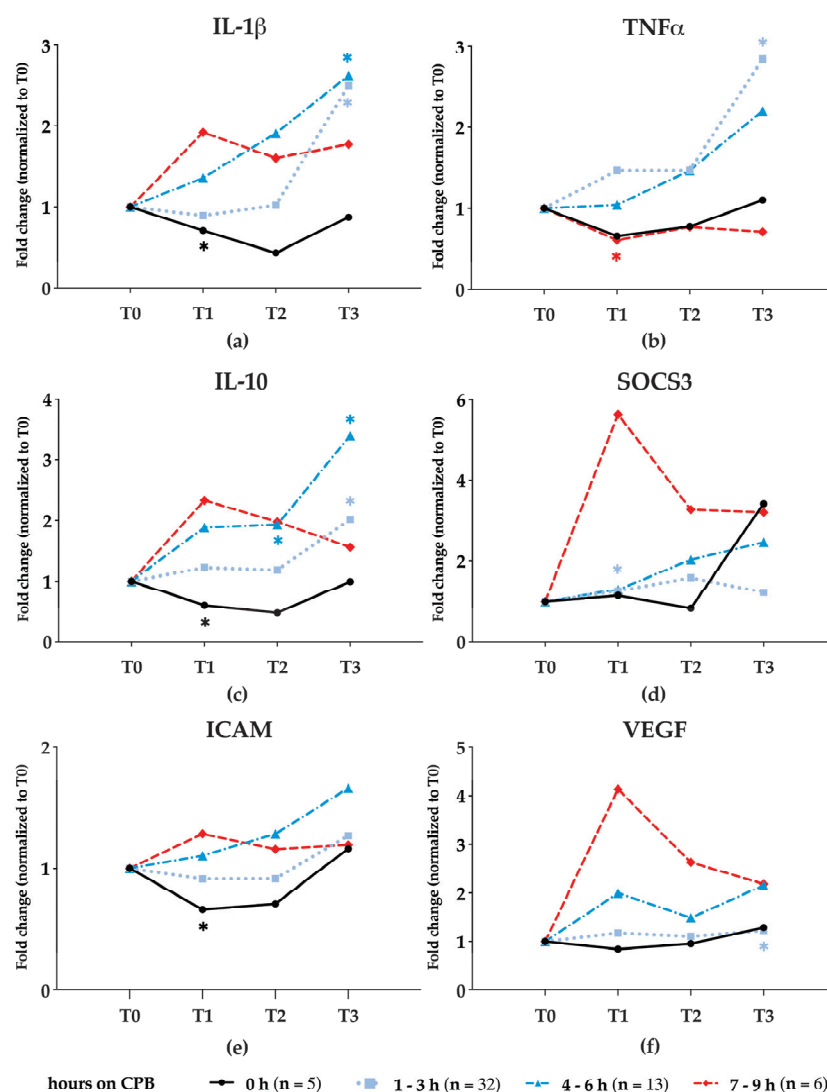 IL-1β
Fold change (normalized to T0)
3
2
1
0
*
*
*
T0 T1 T2 T3
(a)
TNFα
Fold change (normalized to T0)
3
2
1
0
*
*
T0 T1 T2 T3
(b)
IL-10
Fold change (normalized to T0)
4
3
2
1
0
*
*
*
*
T0 T1 T2 T3
(c)
SOCS3
Fold change (normalized to T0)
6
4
2
0
*
T0 T1 T2 T3
(d)
ICAM
Fold change (normalized to T0)
2
1
0
*
T0 T1 T2 T3
(e)
VEGF
Fold change (normalized to T0)
5
4
3
2
1
0
*
T0 T1 T2 T3
(f)
hours on CPB 0 h (n = 5) 1 - 3 h (n = 32) 4 - 6 h (n = 13) 7 - 9 h (n = 6)